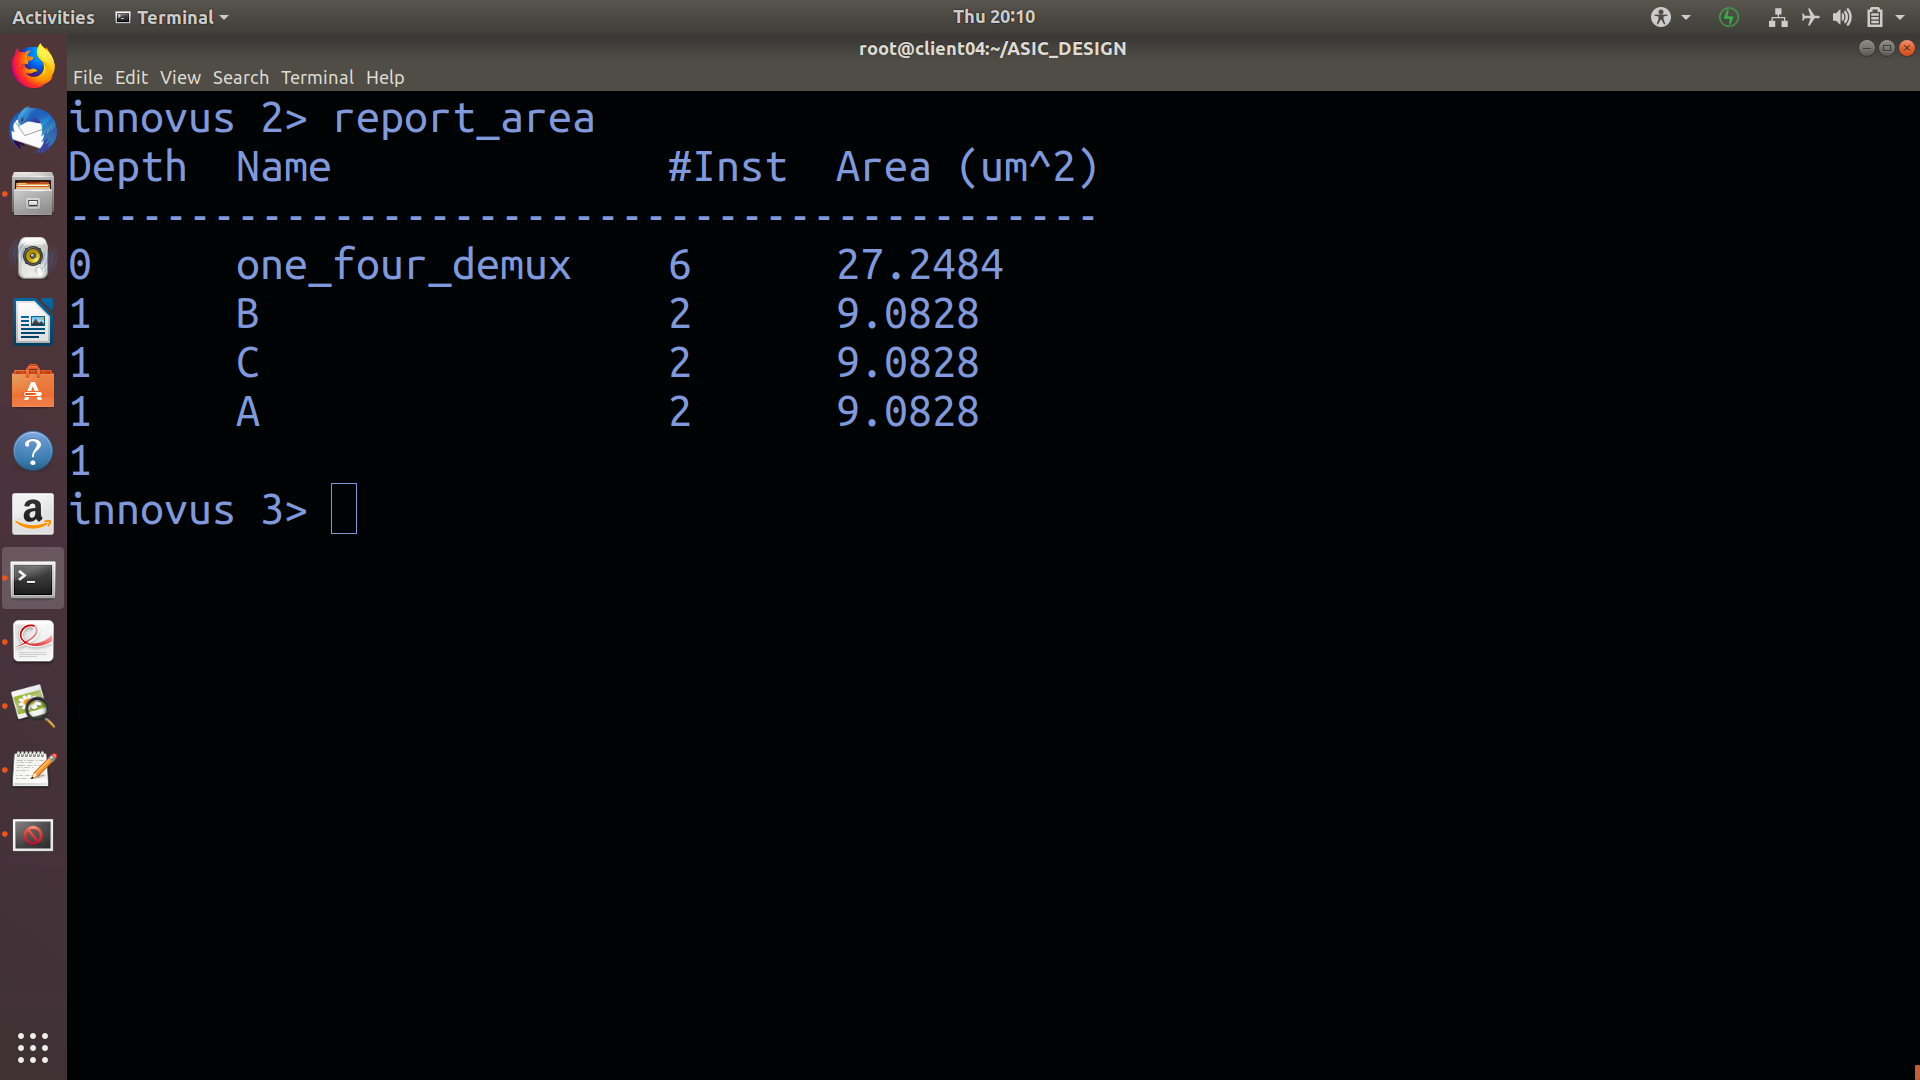 Activities Terminal Thu 20:10
root@client04:~/ASIC_DESIGN
File Edit View Search Terminal Help
innovus 2> report_area
Depth Name #Inst Area (um^2)
-------------------------------------------
0 one_four_demux 6 27.2484
1 B 2 9.0828
1 C 2 9.0828
1 A 2 9.0828
1
innovus 3>